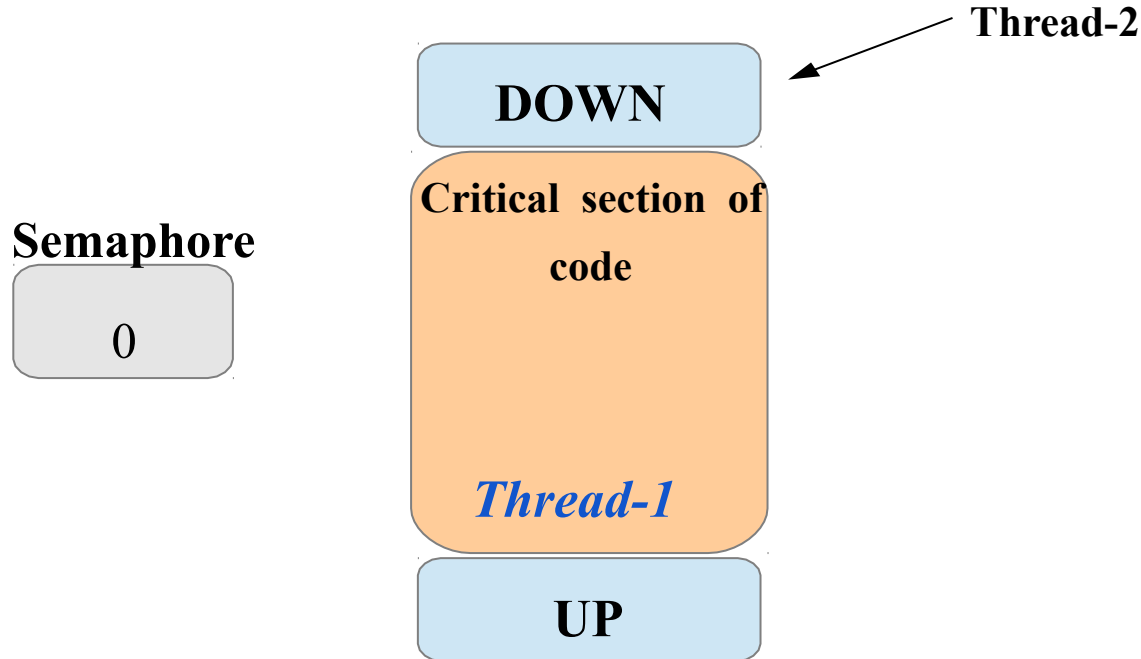 Thread-2
DOWN
Critical section of
code
Semaphore
0
Thread-1
UP